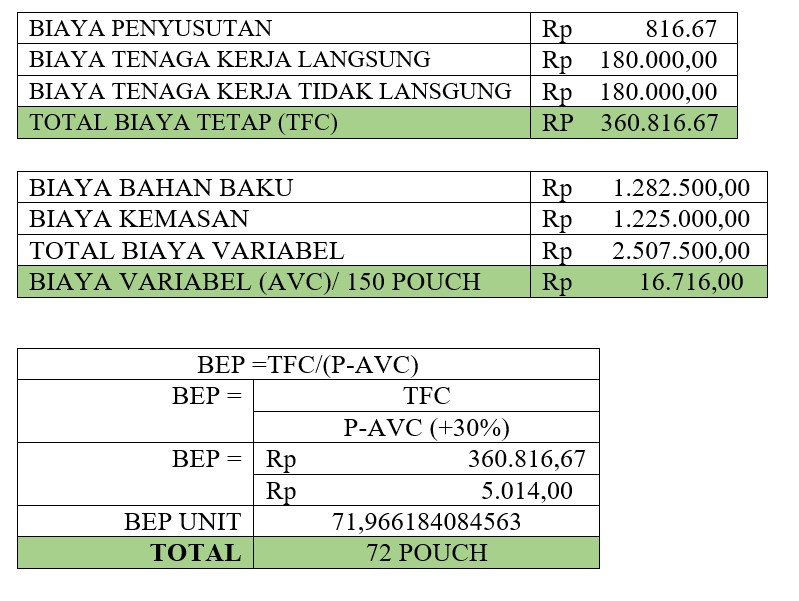 BIAYA PENYUSUTAN Rp 816.67
BIAYA TENAGA KERJA LANGSUNG Rp 180.000,00
BIAYA TENAGA KERJA TIDAK LANSGUNG Rp 180.000,00
TOTAL BIAYA TETAP (TFC) RP 360.816.67
BIAYA BAHAN BAKU Rp 1.282.500,00
BIAYA KEMASAN Rp 1.225.000,00
TOTAL BIAYA VARIABEL Rp 2.507.500,00
BIAYA VARIABEL (AVC)/ 150 POUCH Rp 16.716,00
BEP =TFC/(P-AVC)
BEP = TFC
P-AVC (+30%)
BEP = Rp 360.816,67
Rp 5.014,00
BEP UNIT 71,966184084563
TOTAL 72 POUCH